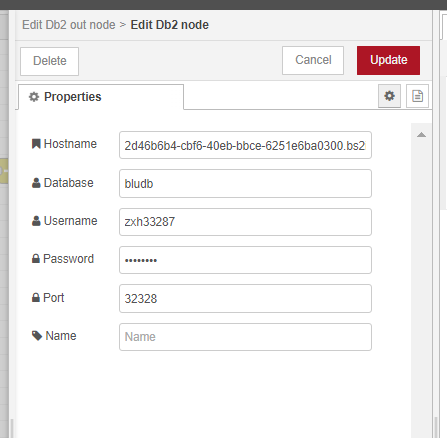 Edit Db2 out node > Edit Db2 node
Delete
Cancel
Update
Properties
Hostname
2d46b6b4-cbf6-40eb-bbce-6251e6ba0300.bs2
Database
bludb
Username
zxh33287
Password
••••••••
Port
32328
Name
Name